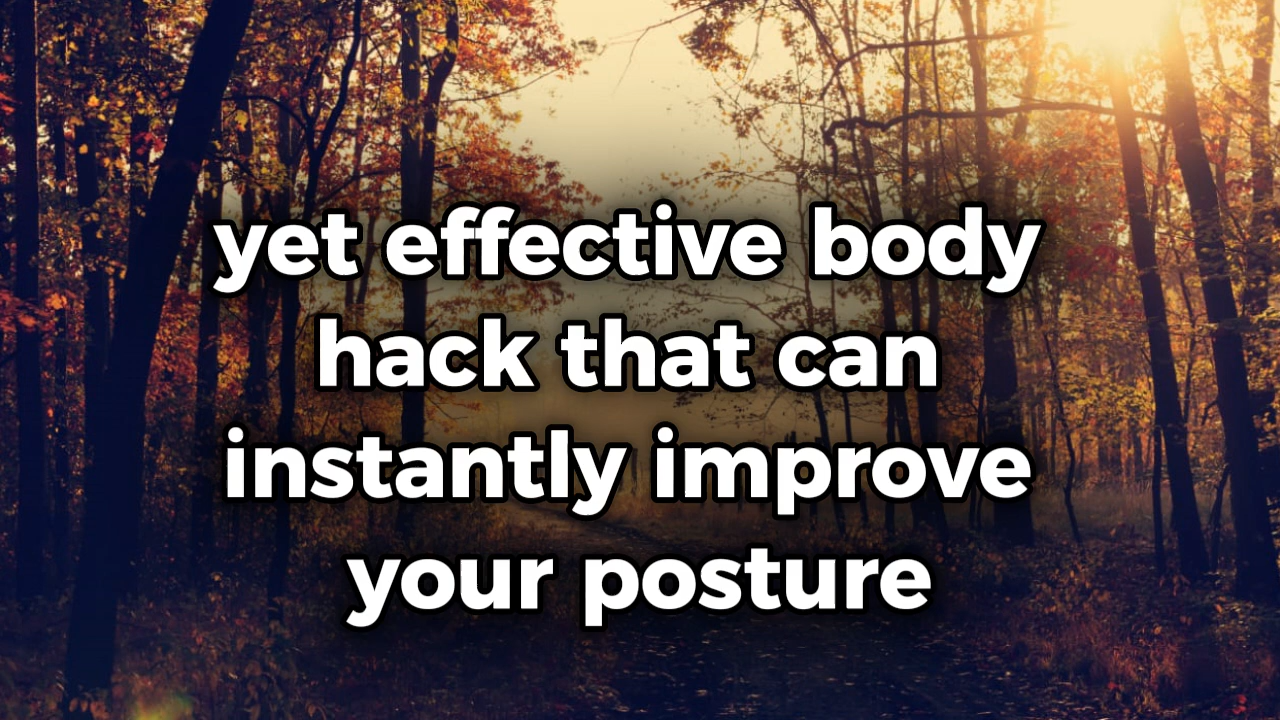 yet effective body
hack that can
instantly improve
your posture